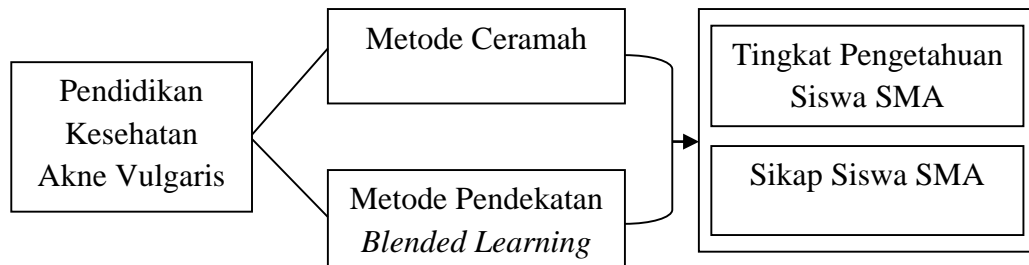 Pendidikan
Kesehatan
Akne Vulgaris
Metode Ceramah
Metode Pendekatan
Blended Learning
Tingkat Pengetahuan
Siswa SMA
Sikap Siswa SMA